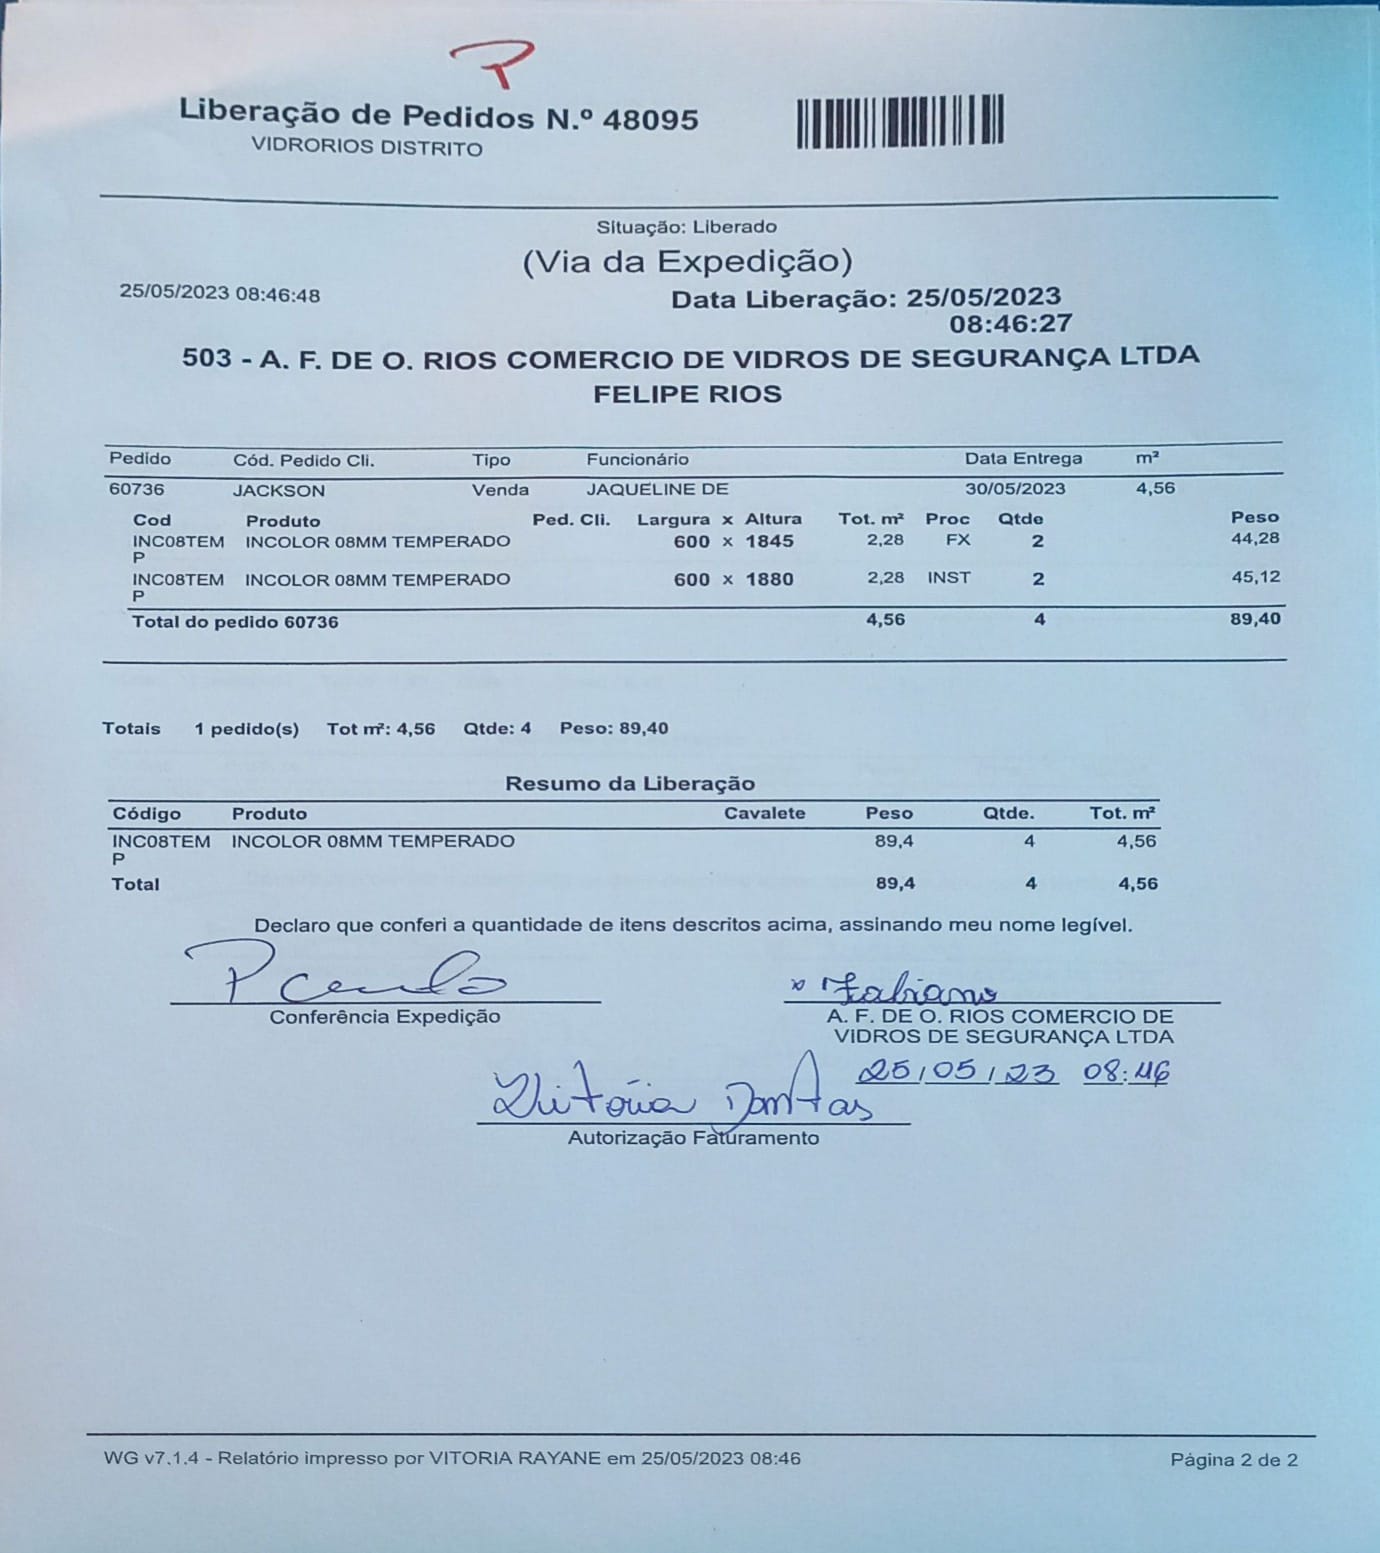 Liberação de Pedidos N.º 48095
VIDRORIOS DISTRITO
Situação: Liberado
(Via da Expedição)
25/05/2023 08:46:48
Data Liberação: 25/05/2023
08:46:27
503 - A. F. DE O. RIOS COMERCIO DE VIDROS DE SEGURANÇA LTDA
FELIPE RIOS
Pedido Cód. Pedido Cli. Tipo Funcionário Data Entrega m²
60736 JACKSON Venda JAQUELINE DE 30/05/2023 4,56
Cod Produto Ped. Cli. Largura x Altura Tot. m² Proc Qtde Peso
INC08TEM INCOLOR 08MM TEMPERADO 600 x 1845 2,28 FX 2 44,28
P
INC08TEM INCOLOR 08MM TEMPERADO 600 x 1880 2,28 INST 2 45,12
P
Total do pedido 60736 4,56 4 89,40
Totais 1 pedido(s) Tot m²: 4,56 Qtde: 4 Peso: 89,40
Resumo da Liberação
Código Produto Cavalete Peso Qtde. Tot. m²
INC08TEM INCOLOR 08MM TEMPERADO 89,4 4 4,56
P
Total 89,4 4 4,56
Declaro que conferi a quantidade de itens descritos acima, assinando meu nome legível.
x Fabiano
Conferência Expedição
A. F. DE O. RIOS COMERCIO DE
VIDROS DE SEGURANÇA LTDA
25/05/23 08:46
Vitória Dantas
Autorização Faturamento
WG v7.1.4 - Relatório impresso por VITORIA RAYANE em 25/05/2023 08:46
Página 2 de 2